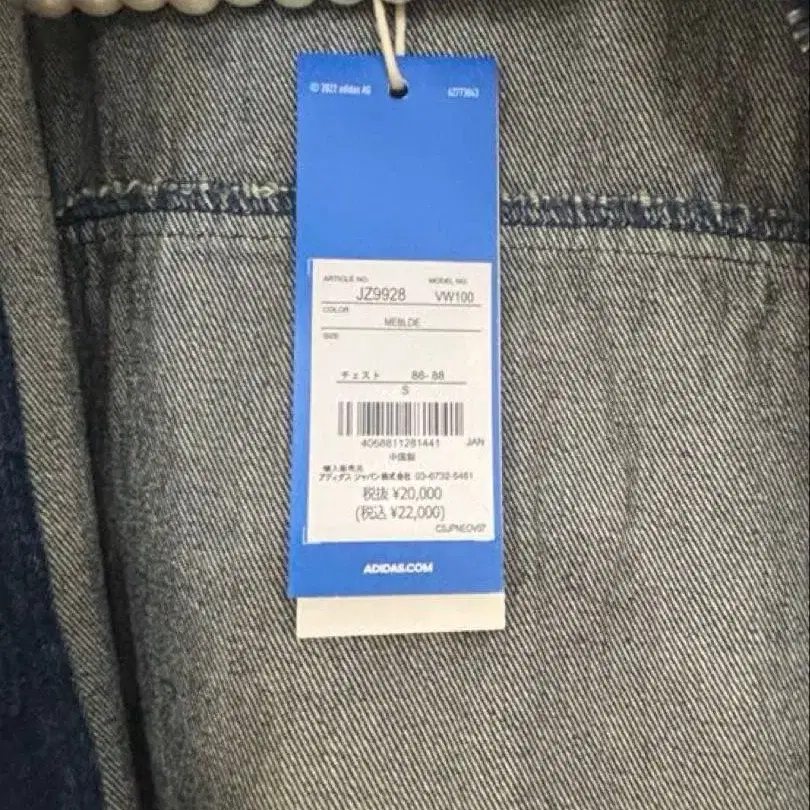 © 2023 adidas AG
ARTICLE NO. MODEL NO.
JZ9928 VW100
COLOR
MEBLDE
SIZE
チェスト 86-88
S
4068811281441 JAN
中国製
輸入販売元
アディダス ジャパン株式会社 03-6732-5461
税抜 ¥20,000
(税込 ¥22,000)
ADIDAS.COM